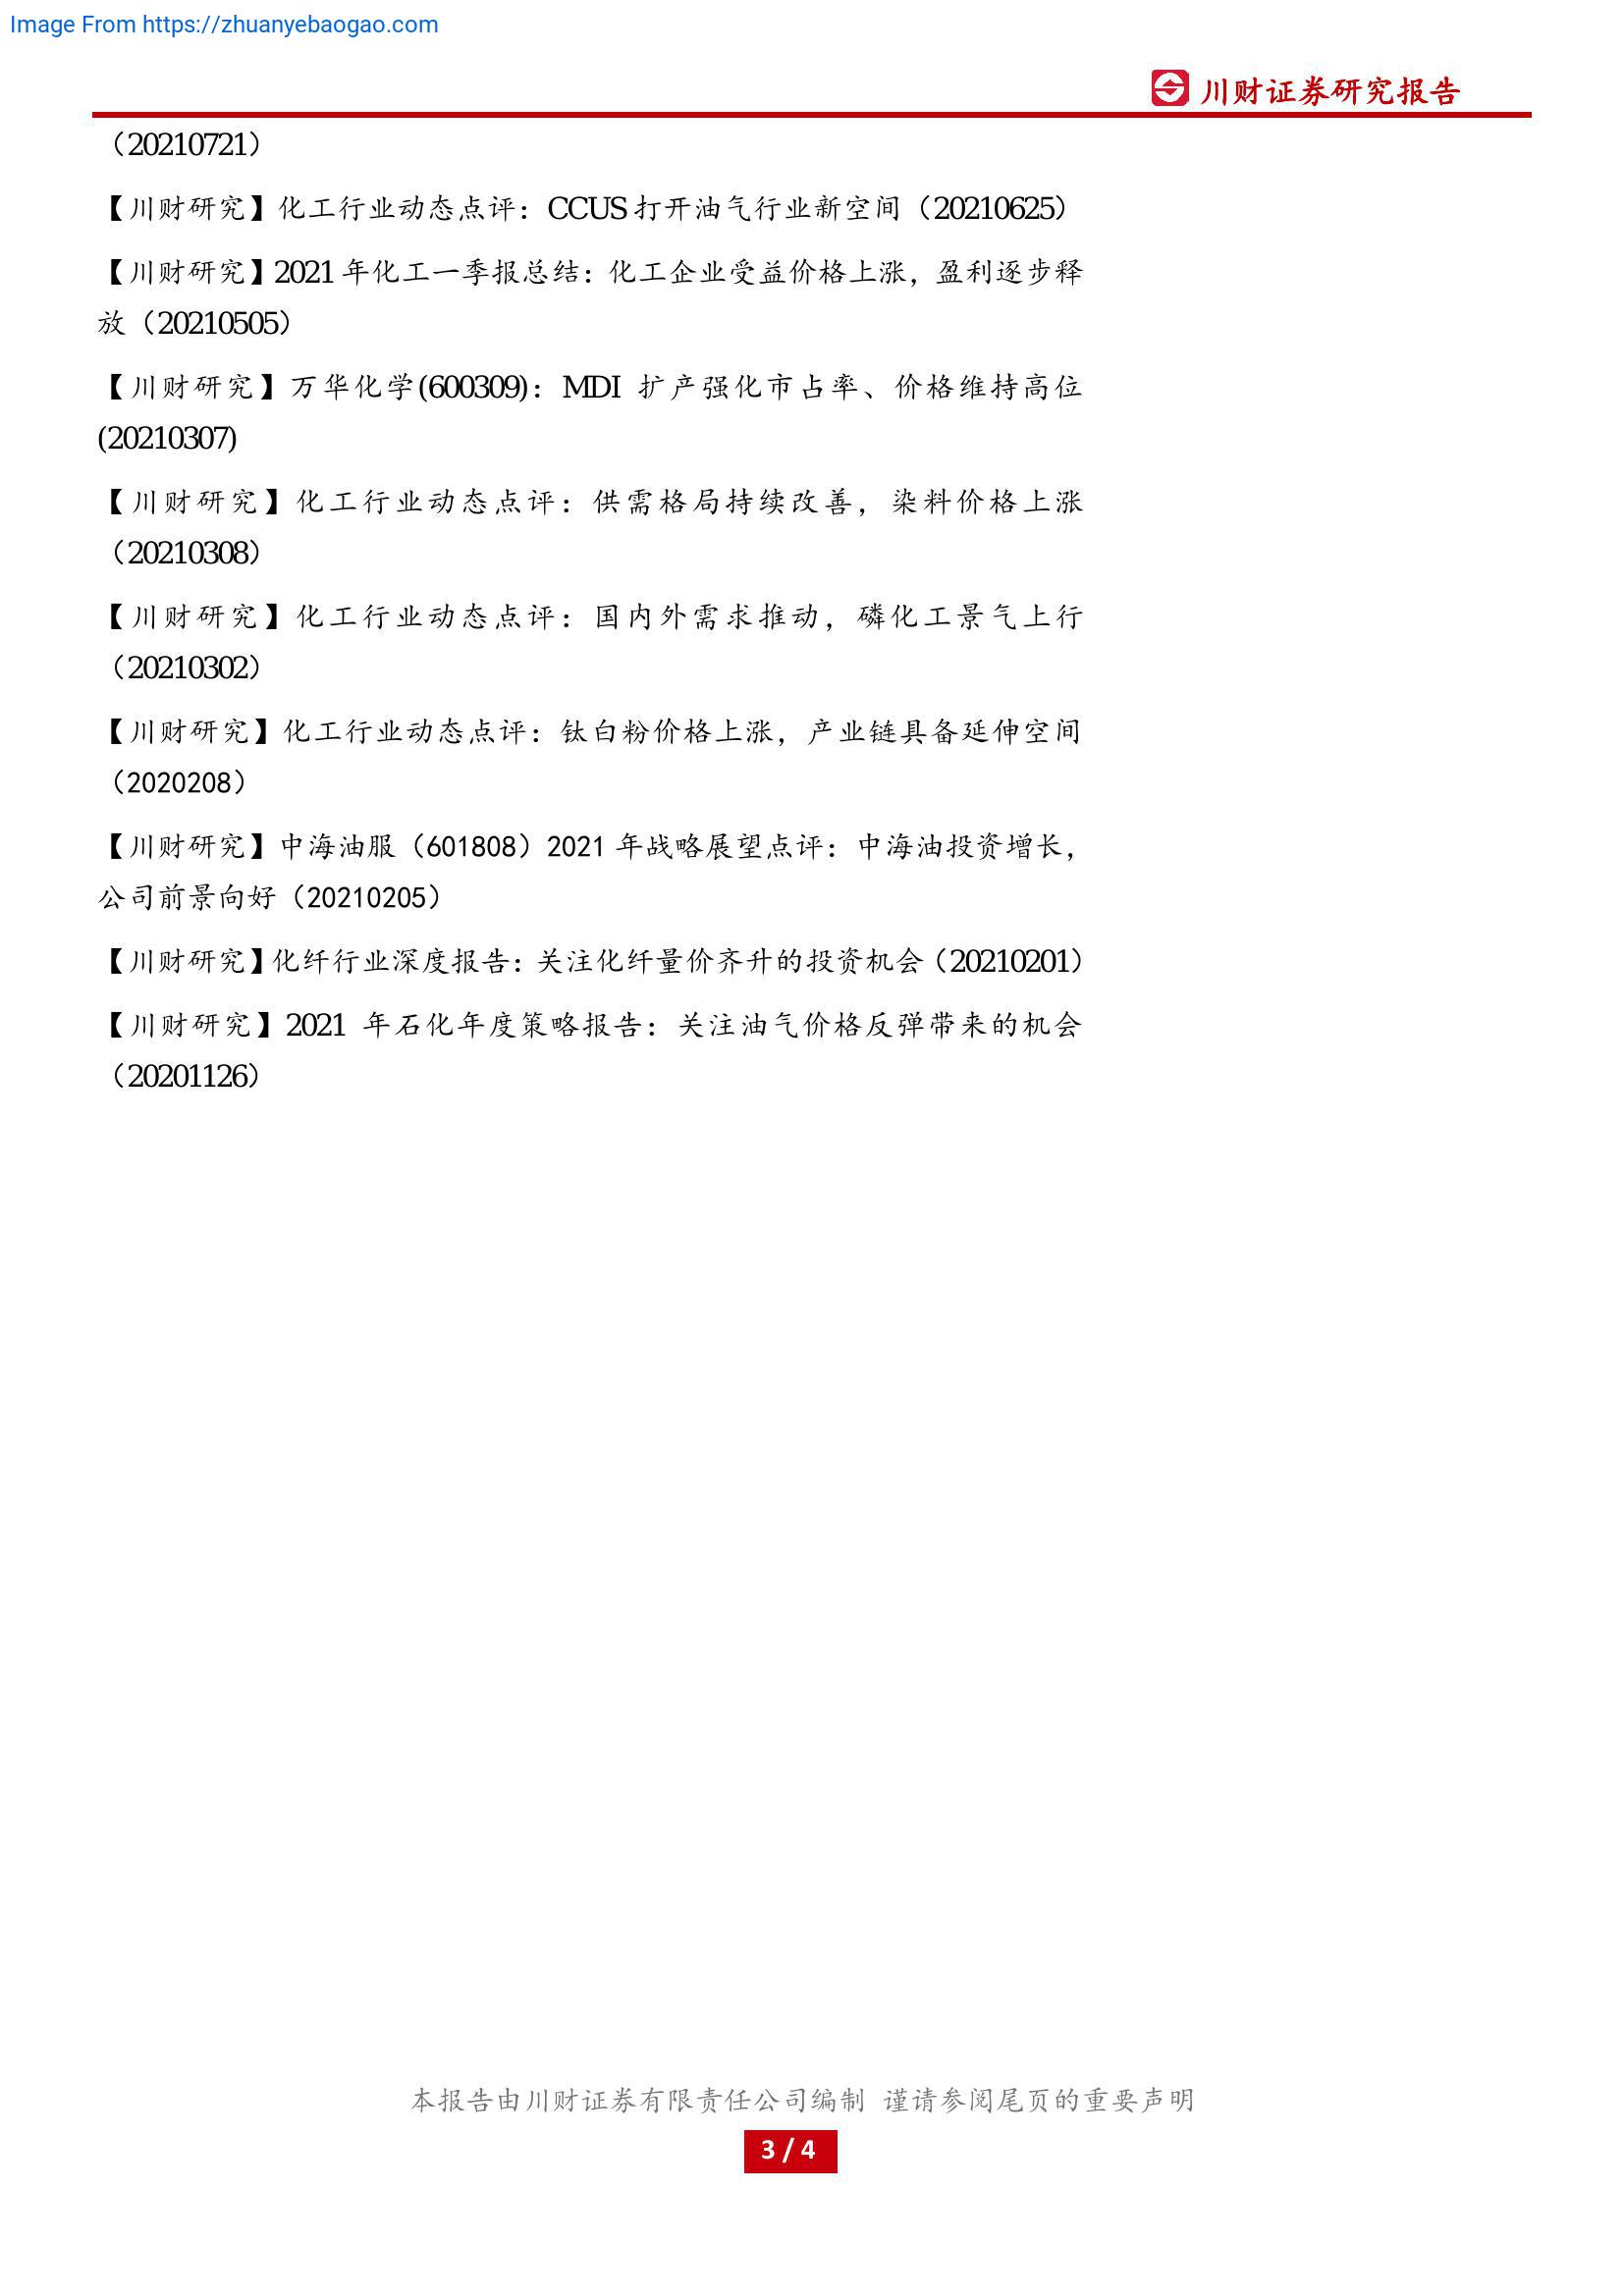 Image From https://zhuanyebaogao.com
川财证券研究报告
（20210721）
【川财研究】化工行业动态点评：CCUS 打开油气行业新空间（20210625）
【川财研究】2021 年化工一季报总结：化工企业受益价格上涨，盈利逐步释
放（20210505）
【川财研究】万华化学(600309)：MDI 扩产强化市占率、价格维持高位
(20210307)
【川财研究】化工行业动态点评：供需格局持续改善，染料价格上涨
（20210308）
【川财研究】化工行业动态点评：国内外需求推动，磷化工景气上行
（20210302）
【川财研究】化工行业动态点评：钛白粉价格上涨，产业链具备延伸空间
（2020208）
【川财研究】中海油服（601808）2021 年战略展望点评：中海油投资增长，
公司前景向好（20210205）
【川财研究】化纤行业深度报告：关注化纤量价齐升的投资机会（20210201）
【川财研究】2021 年石化年度策略报告：关注油气价格反弹带来的机会
（20201126）
本报告由川财证券有限责任公司编制 谨请参阅尾页的重要声明
3 / 4